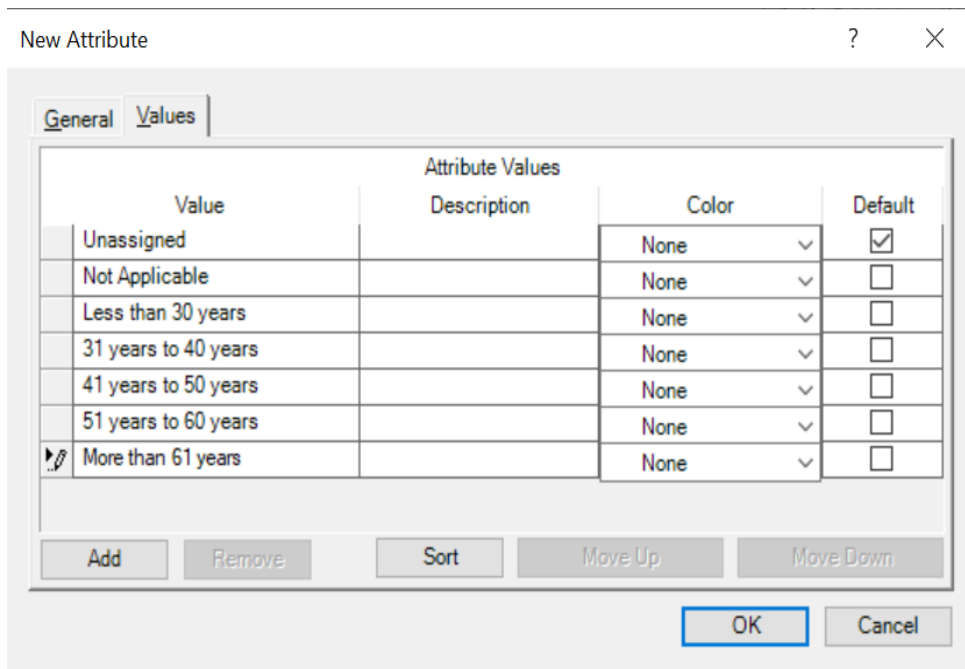 New Attribute ?
General Values
Attribute Values
Value Description Color Default
Unassigned None
Not Applicable None
Less than 30 years None
31 years to 40 years None
41 years to 50 years None
51 years to 60 years None
More than 61 years None
Add Remove Sort Move Up Move Down
OK Cancel